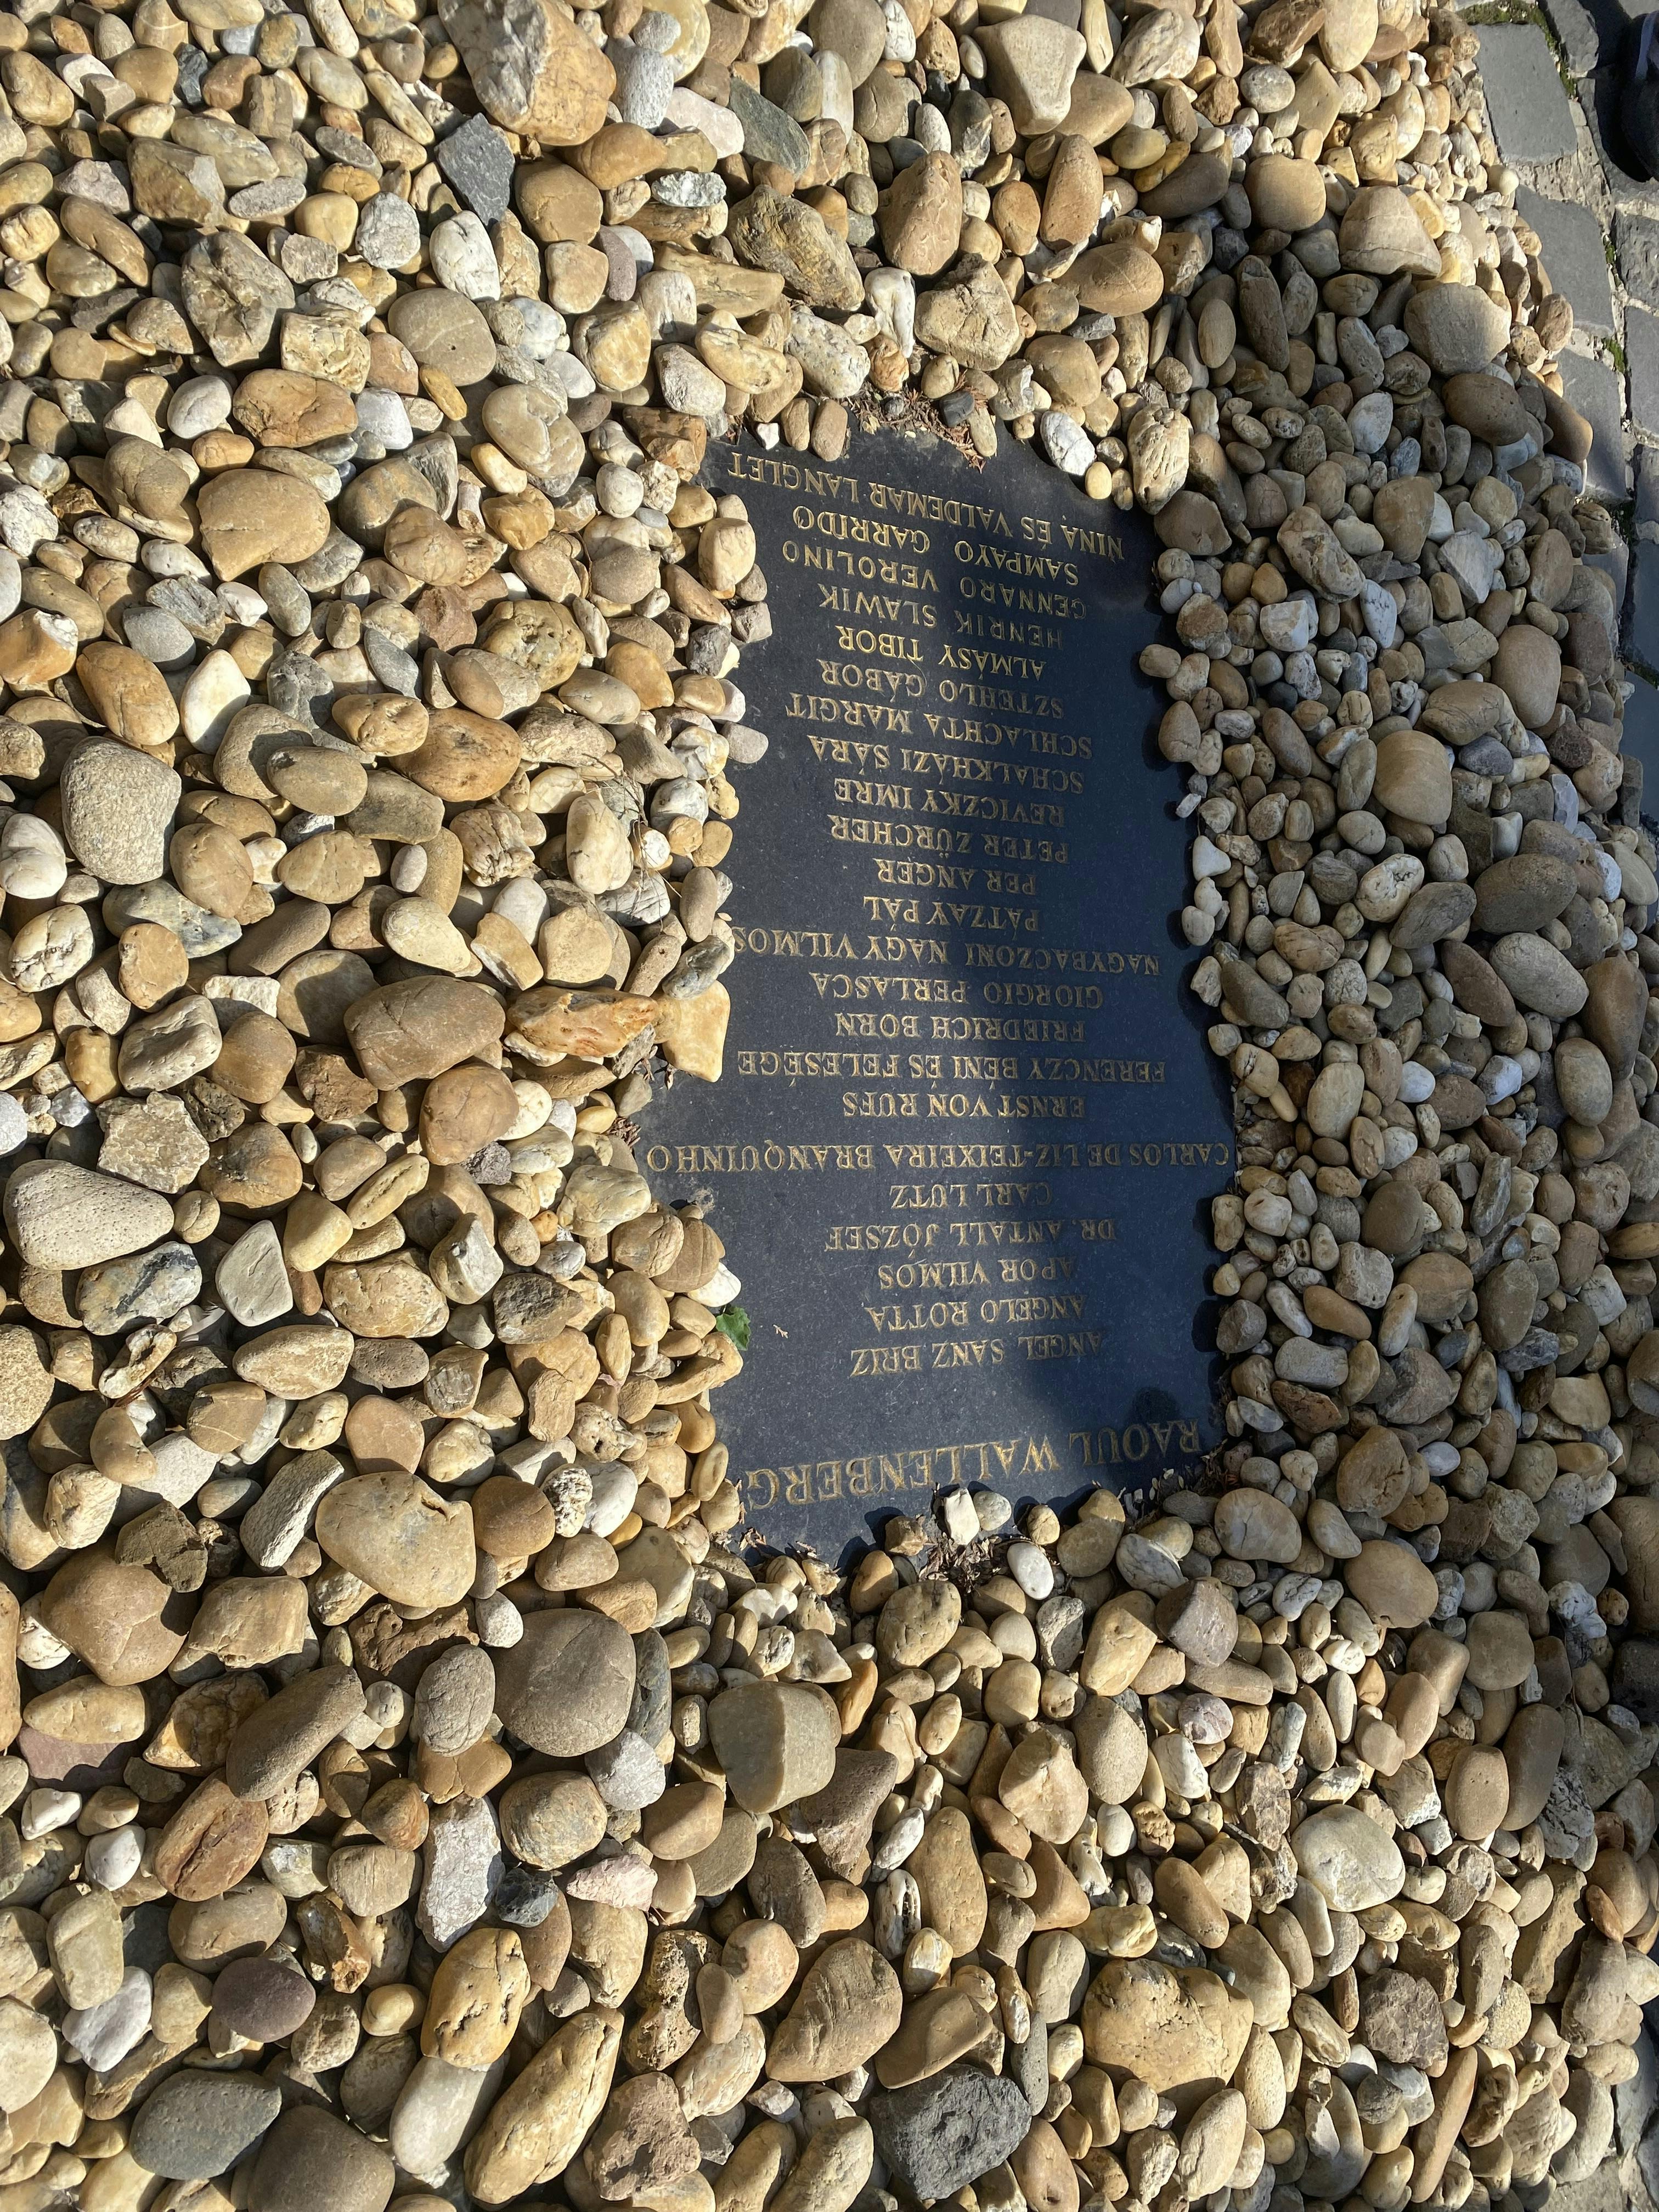 RAOUL WALLENBERG
ANGEL SANZ BRIZ
ANGELO ROTTA
APOR VILMOS
DR. ANTALL JÓZSEF
CARL LUTZ
CARLOS DE LIZ-TEIXEIRA BRANQUINHO
ERNST VON RUFS
FERENCZY BÉNI ÉS FELESÉGE
FRIEDRICH BORN
GIORGIO PERLASCA
NAGYBACZONI NAGY VILMOS
PÁTZAY PÁL
PER ANGER
PETER ZÜRCHER
REVICZKY IMRE
SCHALKHÁZI SÁRA
SCHLACHTA MARGIT
SZTEHLO GÁBOR
ALMÁSY TIBOR
HENRIK SLAWIK
GENNARO VEROLINO
SAMPAYO GARRIDO
NINA ÉS VALDEMAR LANGLET